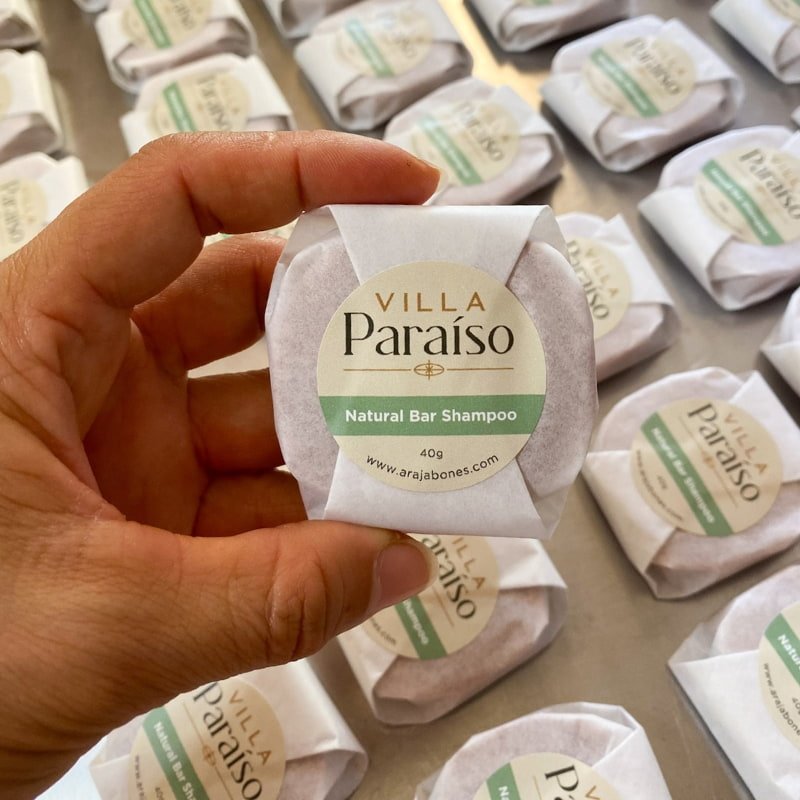 VILLA
Paraíso
Natural Bar Shampoo
40g
www.arajabones.com